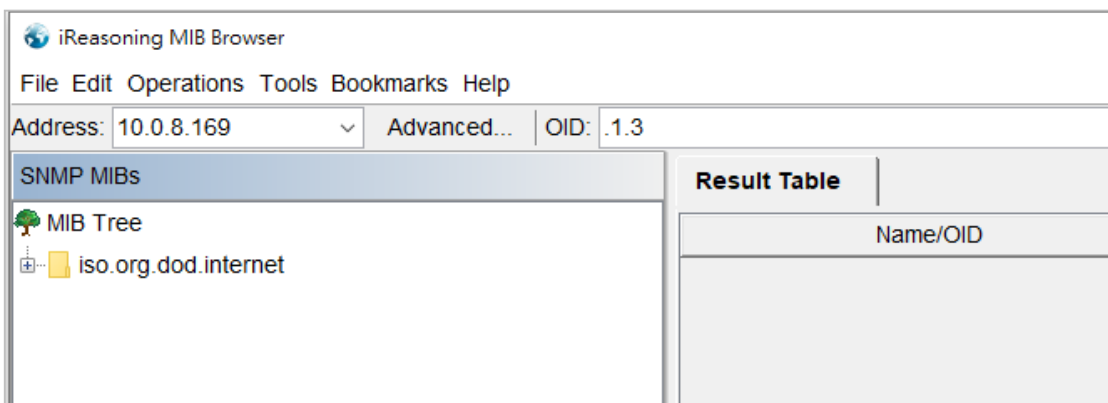 iReasoning MIB Browser
File Edit Operations Tools Bookmarks Help
Address: 10.0.8.169 Advanced... OID: .1.3
SNMP MIBs
Result Table
MIB Tree
Name/OID
iso.org.dod.internet